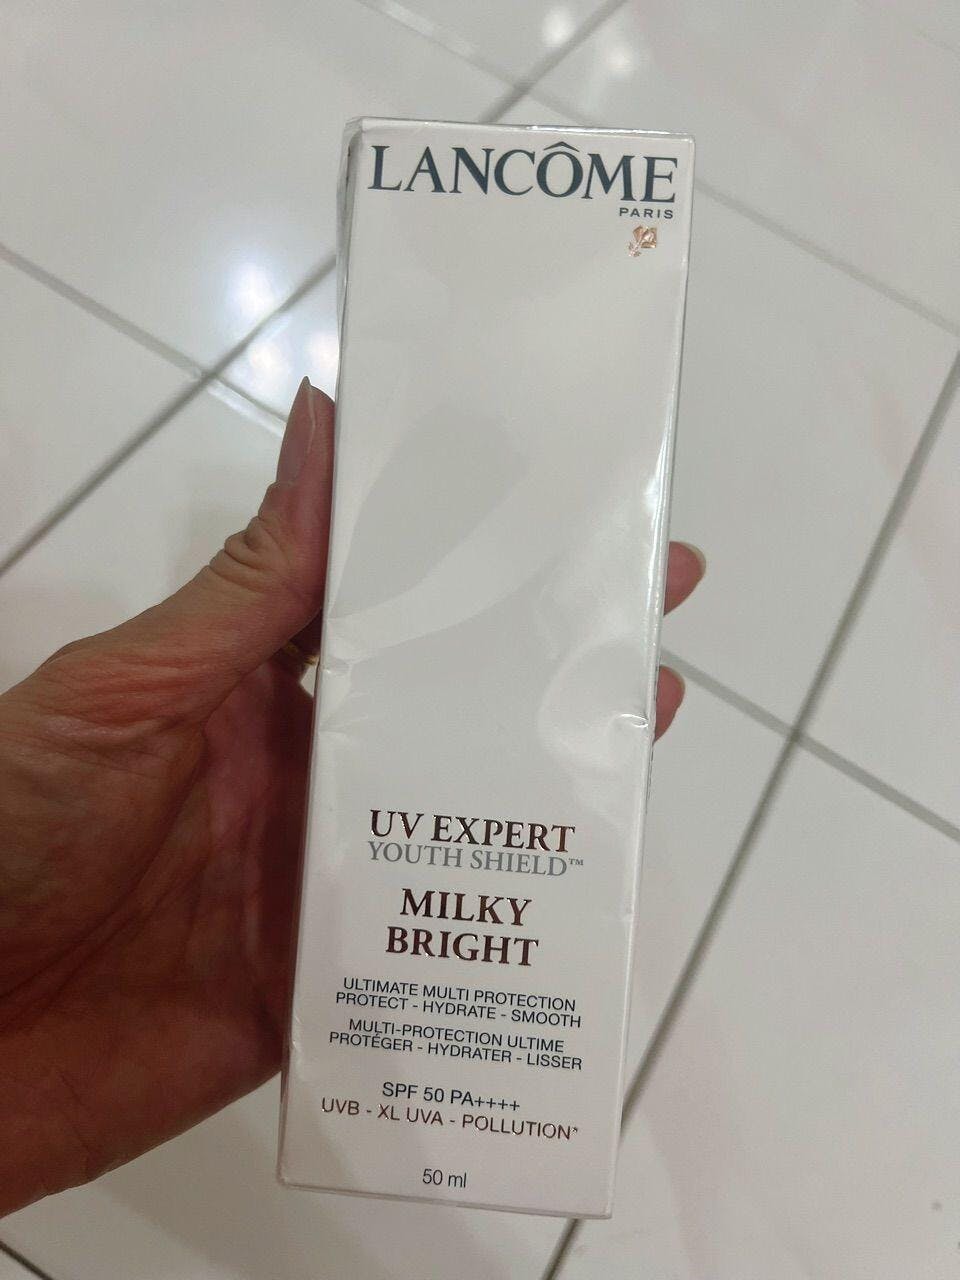 LANCÔME
PARIS
UV EXPERT
YOUTH SHIELD™
MILKY
BRIGHT
ULTIMATE MULTI PROTECTION
PROTECT - HYDRATE - SMOOTH
MULTI-PROTECTION ULTIME
PROTÉGER - HYDRATER - LISSER
SPF 50 PA++++
UVB - XL UVA - POLLUTION*
50 ml